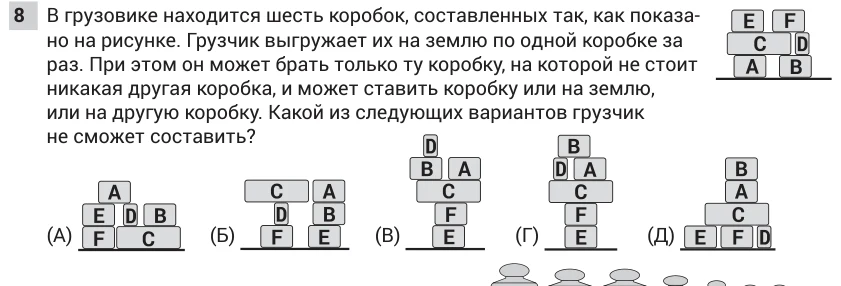 8 В грузовике находится шесть коробок, составленных так, как показа-
но на рисунке. Грузчик выгружает их на землю по одной коробке за
раз. При этом он может брать только ту коробку, на которой не стоит
никакая другая коробка, и может ставить коробку или на землю,
или на другую коробку. Какой из следующих вариантов грузчик
не сможет составить?
E F
C D
A B
(А)
A
E D B
F C
(Б)
C A
D B
F E
(В)
D
B A
C
F
E
(Г)
B
D A
C
F
E
(Д)
B
A
C
E F D